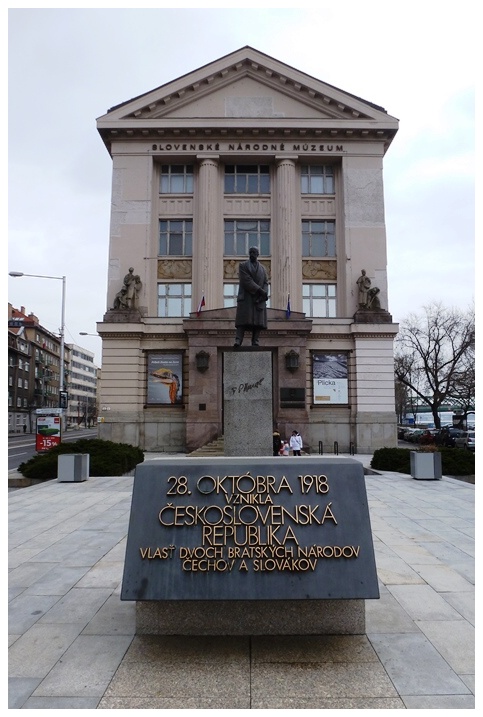 SLOVENSKÉ NÁRODNÉ MÚZEUM
Plicka
-15%
28. OKTÓBRA 1918
VZNIKLA
ČESKOSLOVENSKÁ
REPUBLIKA
VLASŤ DVOCH BRATSKÝCH NÁRODOV
ČECHOV A SLOVÁKOV